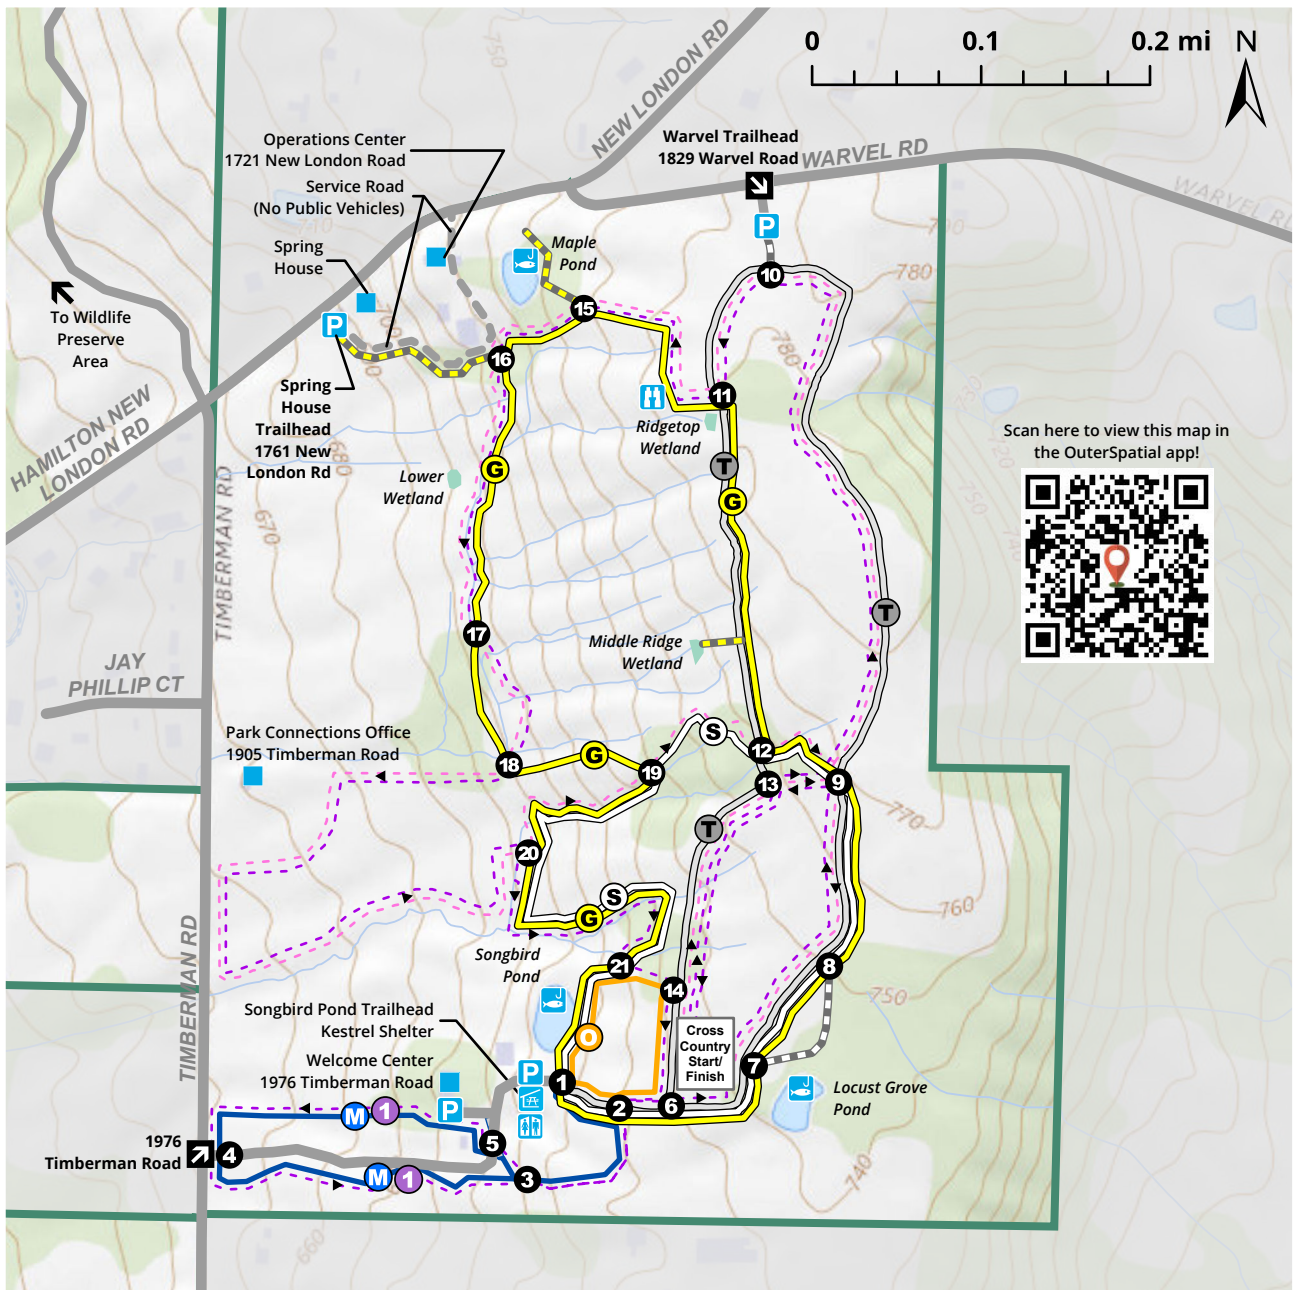 0 0.1 0.2 mi N
750
NEW LONDON RD
Operations Center
1721 New London Road
Warvel Trailhead
1829 Warvel Road
WARVEL RD
WARVEL RD
Service Road
(No Public Vehicles)
710
700
P
Maple
Pond
Spring
House
10
780
P
15
700
To Wildlife
Preserve
Area
16
780
Spring
House
Trailhead
1761 New
London Rd
11
HAMILTON NEW
LONDON RD
Ridgetop
Wetland
680
Scan here to view this map in
the OuterSpatial app!
Lower
Wetland
G
T
G
670
TIMBERMAN RD
750
740
T
17
Middle Ridge
Wetland
JAY
PHILLIP CT
Park Connections Office
1905 Timberman Road
S
12
G
18
19
13
9
T
770
20
S
G
760
Songbird
Pond
21
8
14
750
TIMBERMAN RD
Songbird Pond Trailhead
Kestrel Shelter
O
Cross
Country
Start/
Finish
Welcome Center
1976 Timberman Road
P
1
7
Locust Grove
Pond
P
2
6
M 1
5
1976
Timberman Road
4
M 1
3
740
660